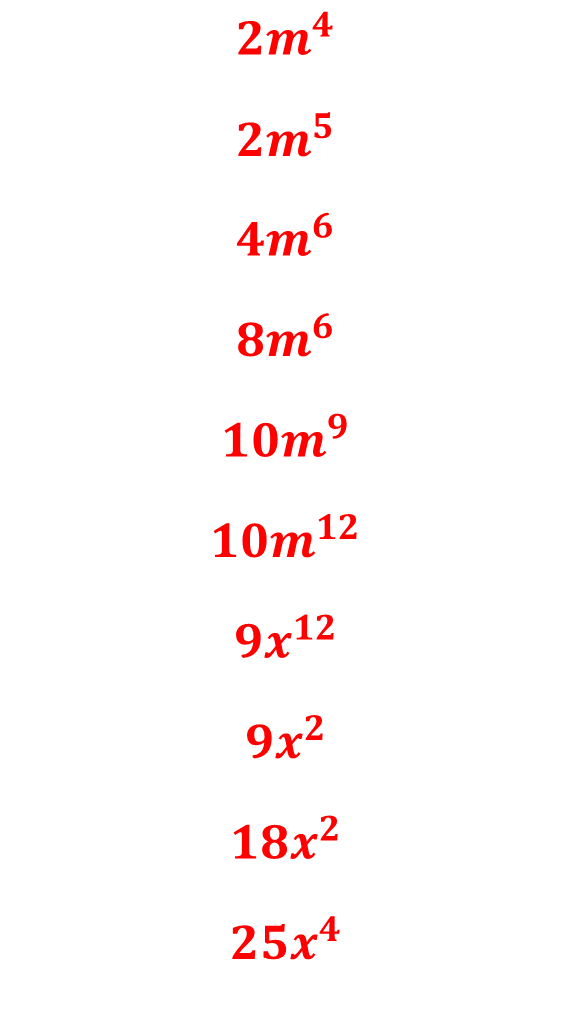 2m⁴
2m⁵
4m⁶
8m⁶
10m⁹
10m¹²
9x¹²
9x²
18x²
25x⁴